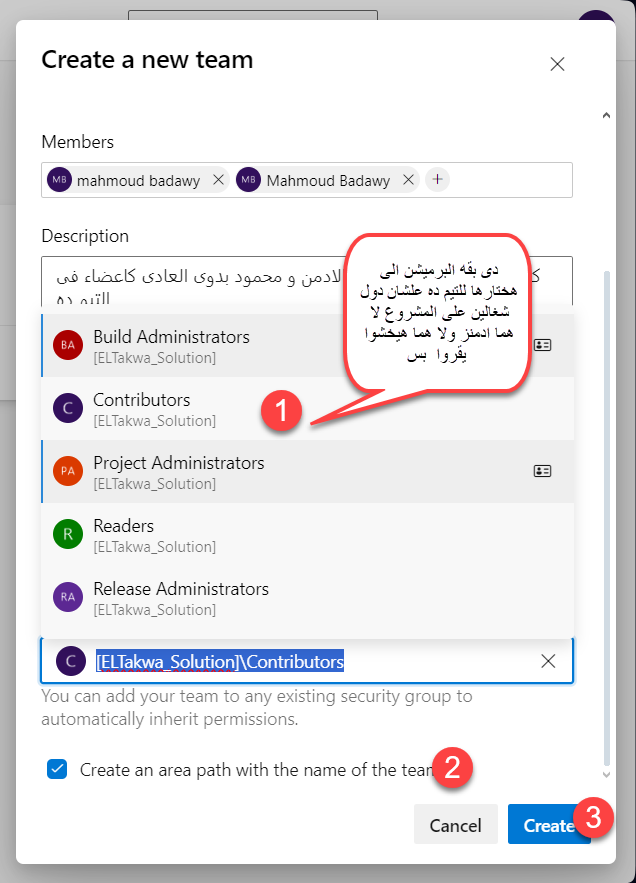 Create a new team
Members
MB mahmoud badawy
MB Mahmoud Badawy
+
Description
الادمن و محمود بدوى العادى كاعضاء فى
التيم ده
دى بقه البرميشن الى
هختارها للتيم ده علشان دول
شغالين على المشروع لا
هما ادمنز ولا هما هيخشوا
يقروا بس
BA Build Administrators
[ELTakwa_Solution]
C Contributors
[ELTakwa_Solution]
1
PA Project Administrators
[ELTakwa_Solution]
R Readers
[ELTakwa_Solution]
RA Release Administrators
[ELTakwa_Solution]
C [ELTakwa_Solution]\Contributors
You can add your team to any existing security group to
automatically inherit permissions.
Create an area path with the name of the team
2
Cancel
Create
3